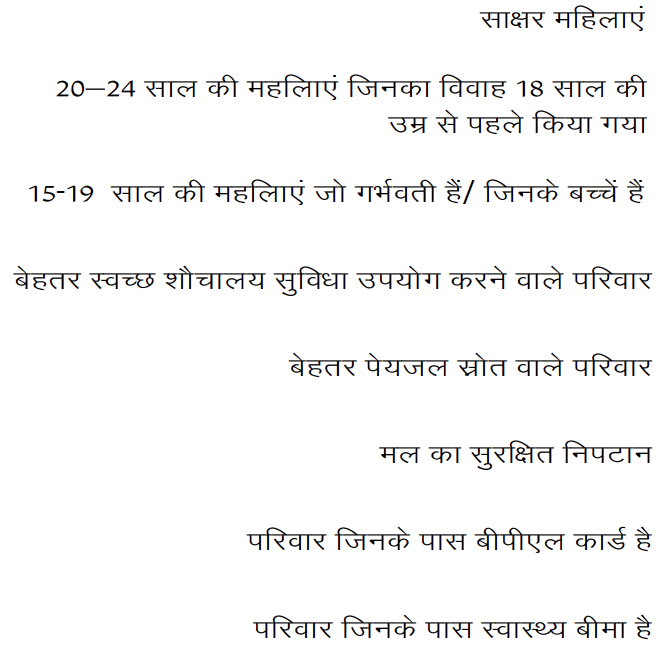 साक्षर महिलाएं
20–24 साल की महलिाएं जिनका विवाह 18 साल की
उम्र से पहले किया गया
15-19 साल की महलिाएं जो गर्भवती हैं/ जिनके बच्चें हैं
बेहतर स्वच्छ शौचालय सुविधा उपयोग करने वाले परिवार
बेहतर पेयजल स्रोत वाले परिवार
मल का सुरक्षित निपटान
परिवार जिनके पास बीपीएल कार्ड है
परिवार जिनके पास स्वास्थ्य बीमा है